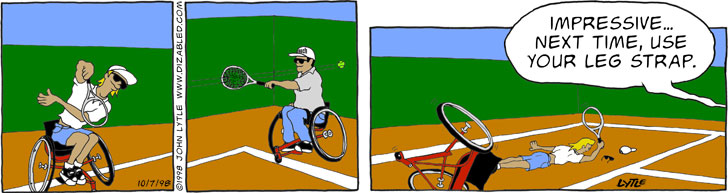 10/7/98
©1998 JOHN LYTLE WWW.DIZABLED.COM
IMPRESSIVE...
NEXT TIME, USE
YOUR LEG STRAP.
LYTLE